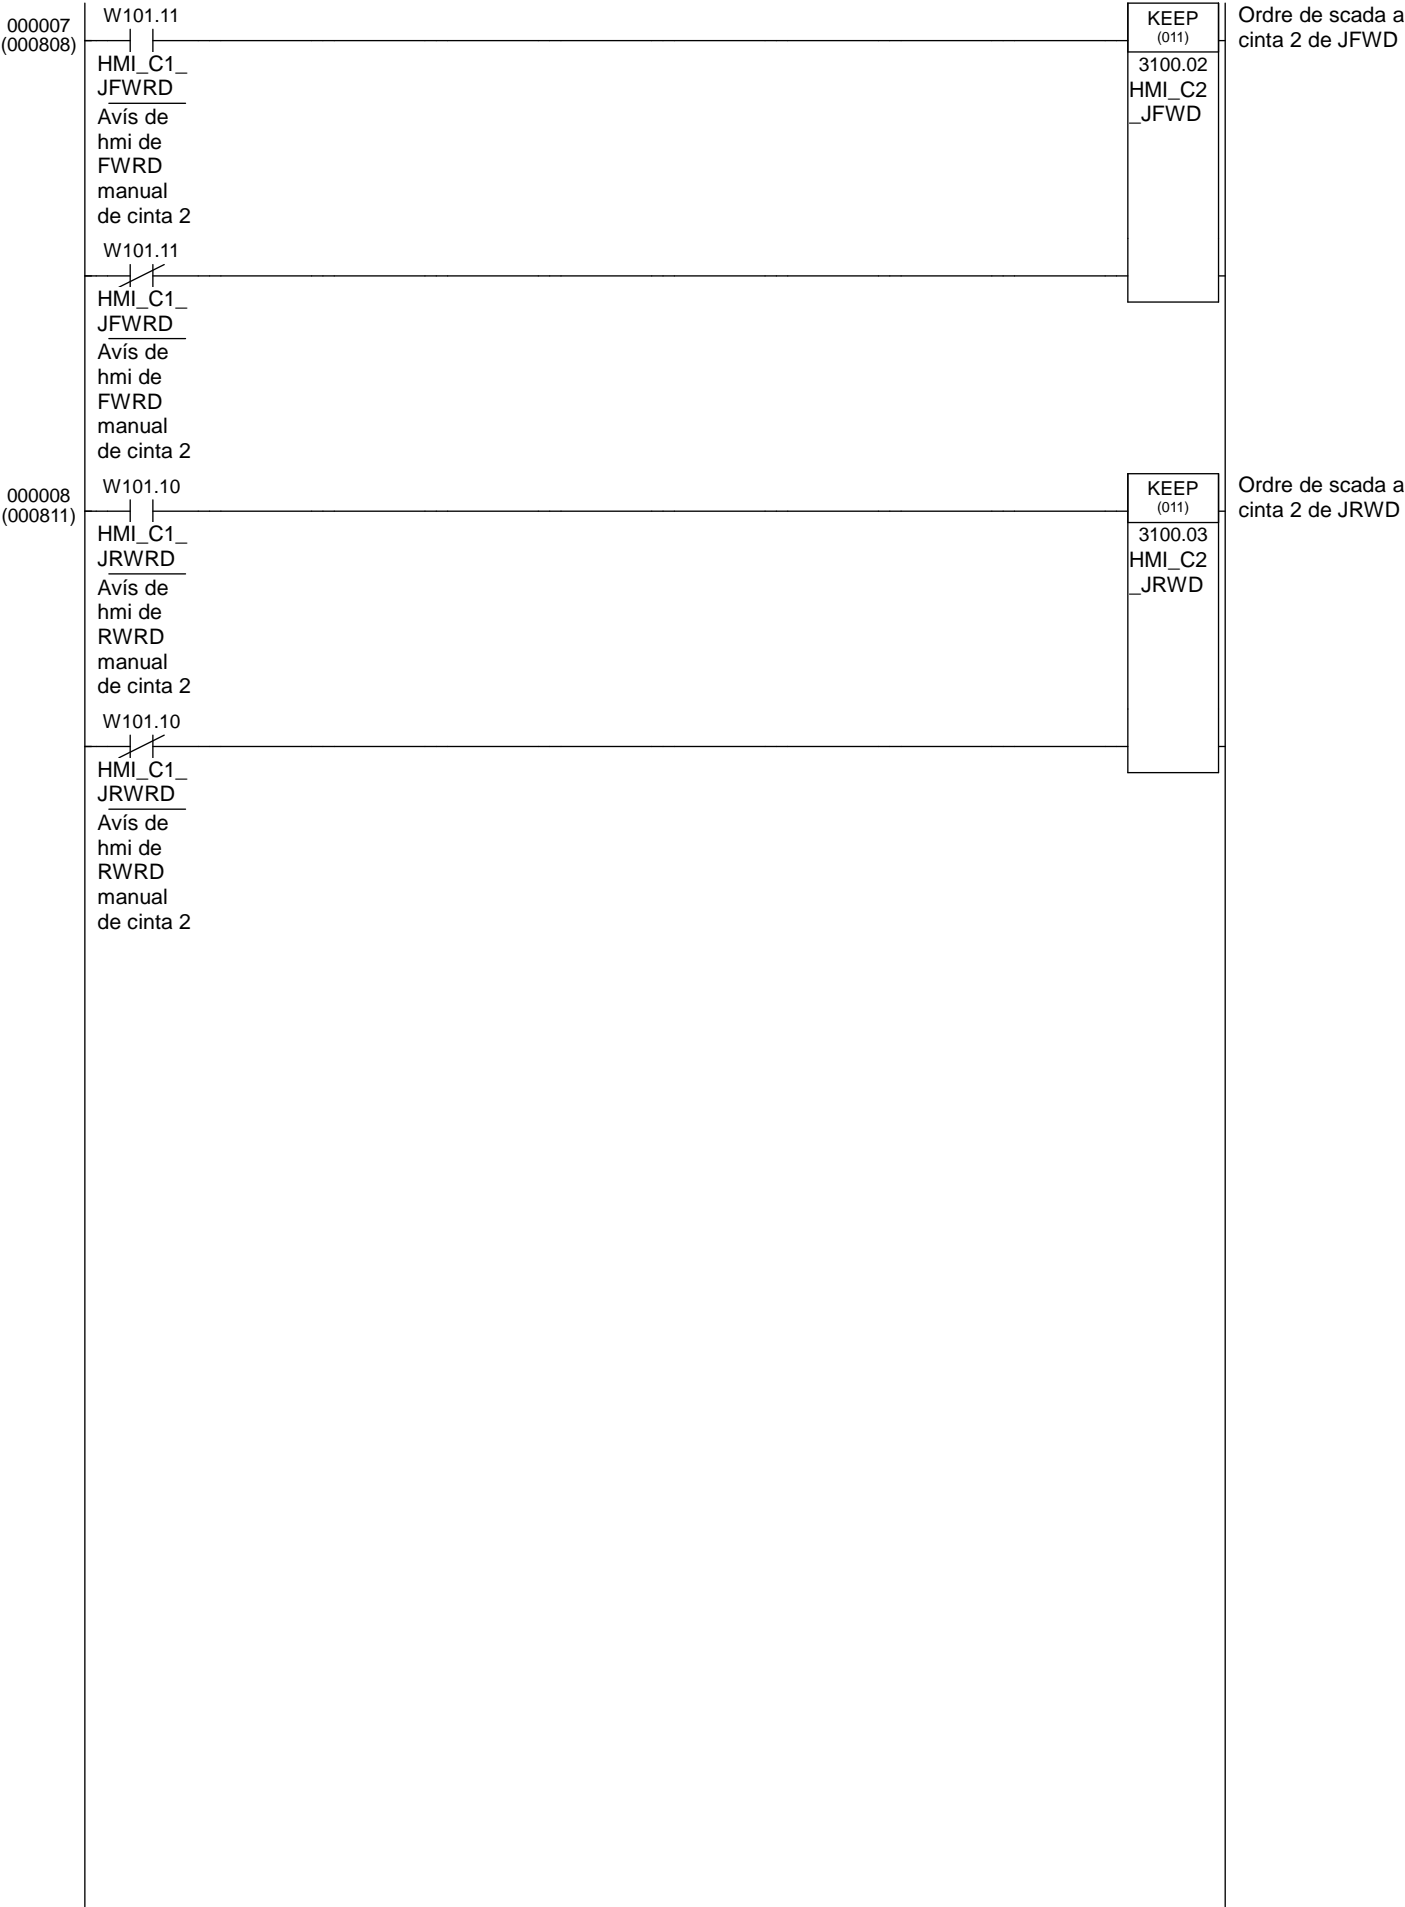 000007
(000808)
W101.11
HMI_C1_
JFWRD
Avís de
hmi de
FWRD
manual
de cinta 2
KEEP
(011)
3100.02
HMI_C2
_JFWD
Ordre de scada a
cinta 2 de JFWD
W101.11
HMI_C1_
JFWRD
Avís de
hmi de
FWRD
manual
de cinta 2
000008
(000811)
W101.10
HMI_C1_
JRWRD
Avís de
hmi de
RWRD
manual
de cinta 2
KEEP
(011)
3100.03
HMI_C2
_JRWD
Ordre de scada a
cinta 2 de JRWD
W101.10
HMI_C1_
JRWRD
Avís de
hmi de
RWRD
manual
de cinta 2